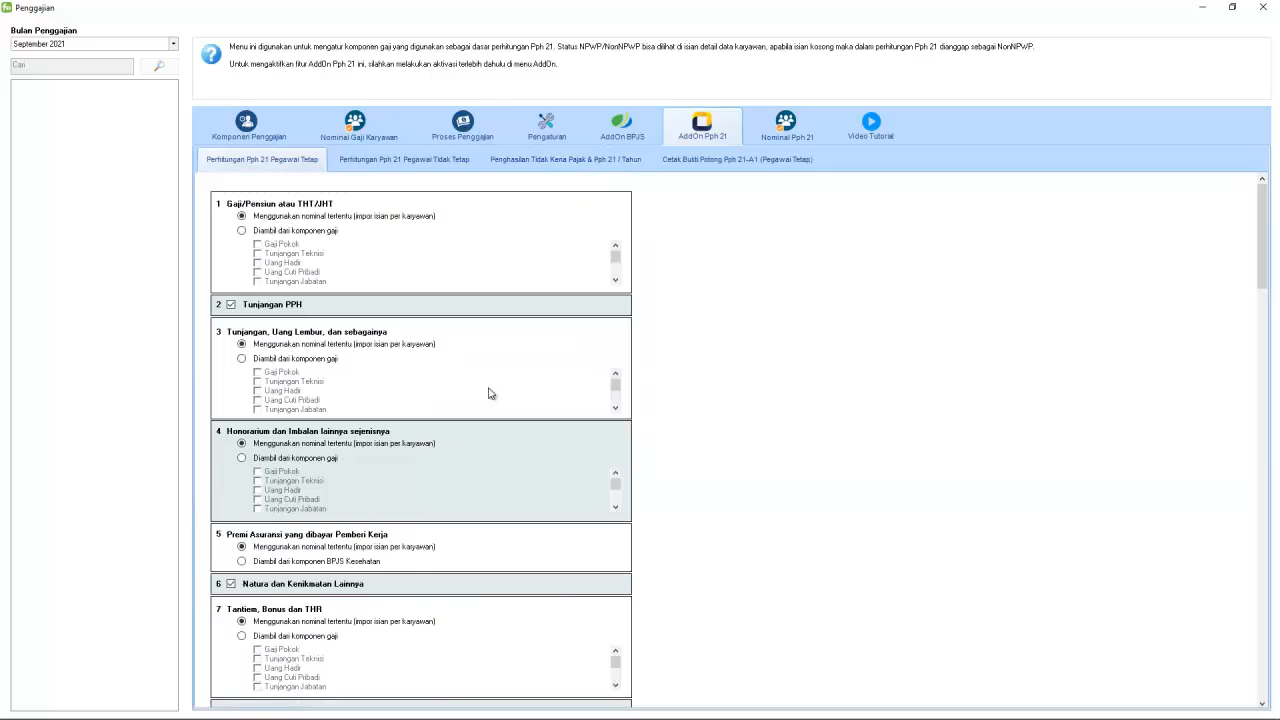 Penggajian
Bulan Penggajian
September 2021
Cari
Menu ini digunakan untuk mengatur komponen gaji yang digunakan sebagai dasar perhitungan Pph 21. Status NPWP/NonNPWP bisa dilihat di isian detail data karyawan, apabila isian kosong maka dalam perhitungan Pph 21 dianggap sebagai NonNPWP.
Untuk mengaktifkan fitur AddOn Pph 21 ini, silahkan melakukan aktivasi terlebih dahulu di menu AddOn.
Komponen Penggajian
Nominal Gaji Karyawan
Proses Penggajian
Pengaturan
AddOn BPJS
AddOn Pph 21
Nominal Pph 21
Video Tutorial
Perhitungan Pph 21 Pegawai Tetap
Perhitungan Pph 21 Pegawai Tidak Tetap
Penghasilan Tidak Kena Pajak & Pph 21 / Tahun
Cetak Bukti Potong Pph 21-A1 (Pegawai Tetap)
1 Gaji/Pensiun atau THT/JHT
Menggunakan nominal tertentu (impor isian per karyawan)
Diambil dari komponen gaji
Gaji Pokok
Tunjangan Teknisi
Uang Hadir
Uang Cuti Pribadi
Tunjangan Jabatan
2 Tunjangan PPH
3 Tunjangan, Uang Lembur, dan sebagainya
Menggunakan nominal tertentu (impor isian per karyawan)
Diambil dari komponen gaji
Gaji Pokok
Tunjangan Teknisi
Uang Hadir
Uang Cuti Pribadi
Tunjangan Jabatan
4 Honorarium dan Imbalan lainnya sejenisnya
Menggunakan nominal tertentu (impor isian per karyawan)
Diambil dari komponen gaji
Gaji Pokok
Tunjangan Teknisi
Uang Hadir
Uang Cuti Pribadi
Tunjangan Jabatan
5 Premi Asuransi yang dibayar Pemberi Kerja
Menggunakan nominal tertentu (impor isian per karyawan)
Diambil dari komponen BPJS Kesehatan
6 Natura dan Kenikmatan Lainnya
7 Tantiem, Bonus dan THR
Menggunakan nominal tertentu (impor isian per karyawan)
Diambil dari komponen gaji
Gaji Pokok
Tunjangan Teknisi
Uang Hadir
Uang Cuti Pribadi
Tunjangan Jabatan